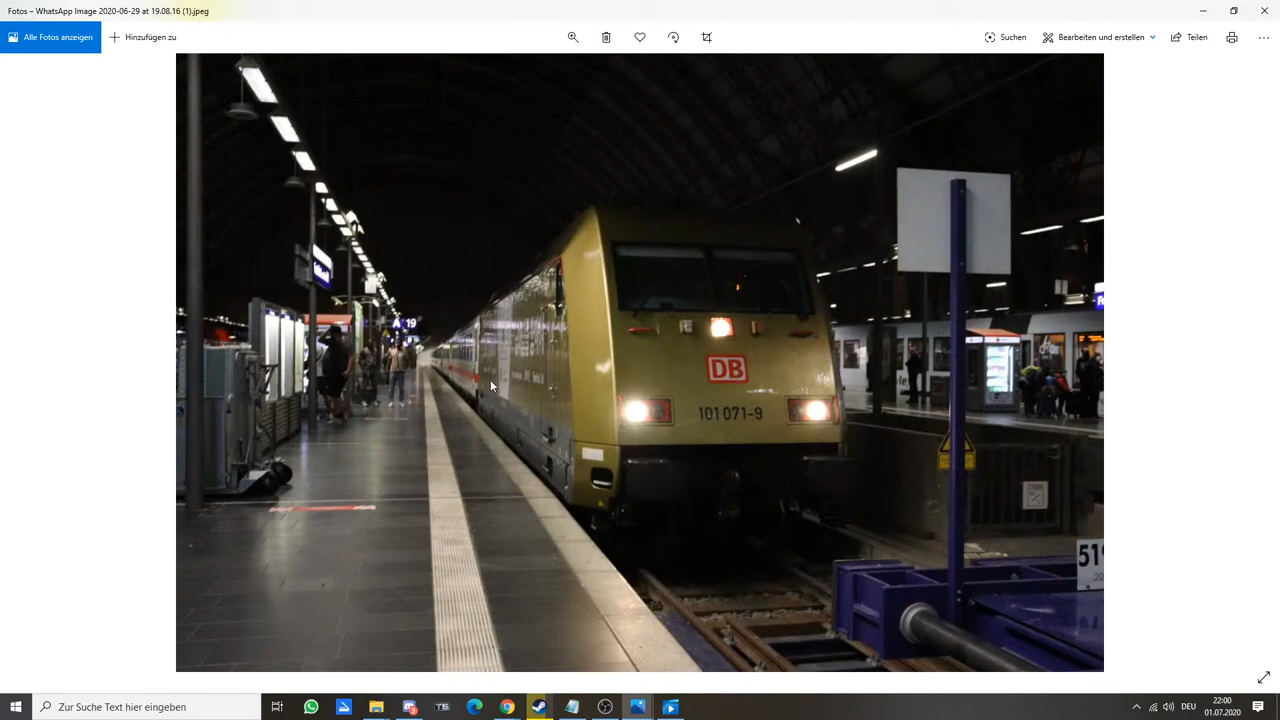 Fotos – WhatsApp Image 2020-06-29 at 19.08.16 (1).jpeg
Alle Fotos anzeigen
Hinzufügen zu
Suchen
Bearbeiten und erstellen
Teilen
A
19
DB
101 071-9
519
Zur Suche Text hier eingeben
DEU
22:00
01.07.2020